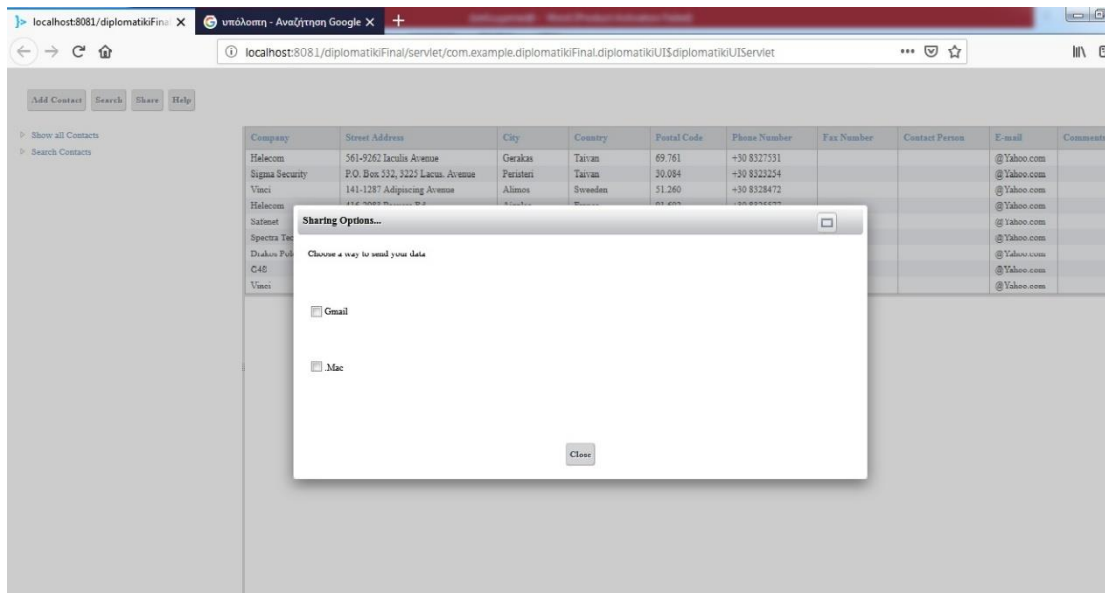 localhost:8081/diplomatikiFina
υπόλοιπη - Αναζήτηση Google
localhost:8081/diplomatikiFinal/servlet/com.example.diplomatikiFinal.diplomatikiUI$diplomatikiUIServlet
Add Contact Search Share Help
Show all Contacts
Search Contacts
Company Street Address City Country Postal Code Phone Number Fax Number Contact Person E-mail Comments
Helecom 561-9262 Iaculis Avenue Gerakas Taiwan 69.761 +30 8327531 @Yahoo.com
Sigma Security P.O. Box 532, 3225 Lacus. Avenue Peristeri Taiwan 30.084 +30 8323254 @Yahoo.com
Vinci 141-1287 Adipiscing Avenue Alimos Sweeden 51.260 +30 8328472 @Yahoo.com
Helecom @Yahoo.com
Safenet @Yahoo.com
Spectra Tec @Yahoo.com
Drakos Pol @Yahoo.com
G4S @Yahoo.com
Vinci @Yahoo.com
Sharing Options...
Choose a way to send your data
Gmail
.Mac
Close